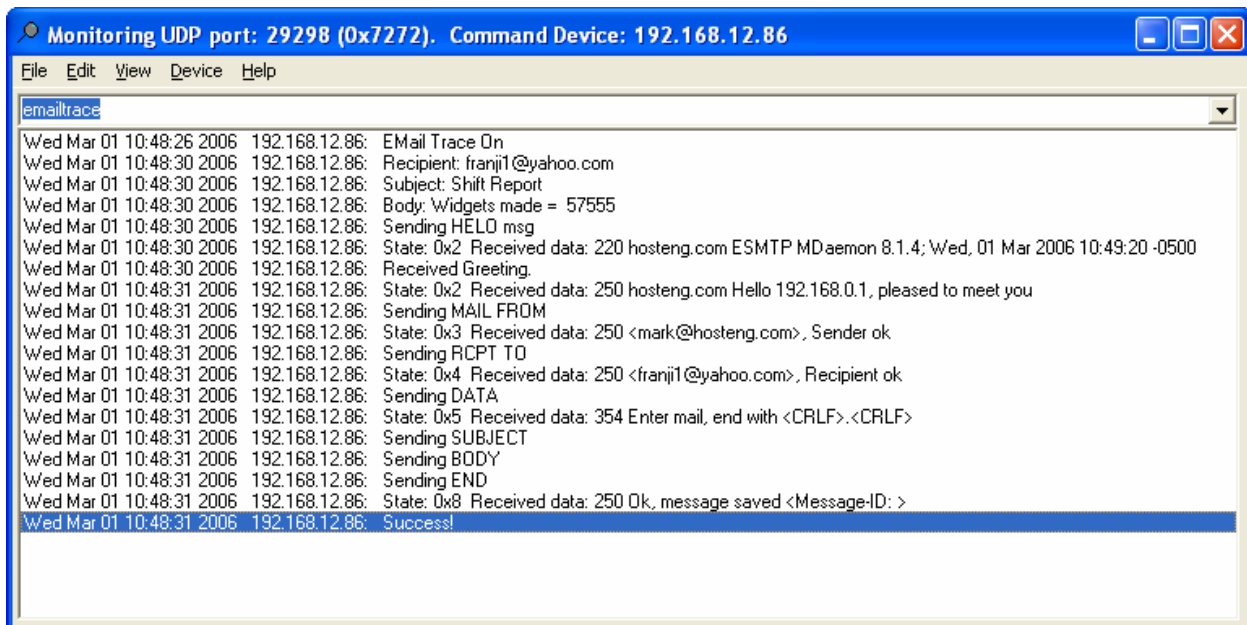 Monitoring UDP port: 29298 (0x7272). Command Device: 192.168.12.86
File Edit View Device Help
emailtrace
Wed Mar 01 10:48:26 2006 192.168.12.86: EMail Trace On
Wed Mar 01 10:48:30 2006 192.168.12.86: Recipient: franji1@yahoo.com
Wed Mar 01 10:48:30 2006 192.168.12.86: Subject: Shift Report
Wed Mar 01 10:48:30 2006 192.168.12.86: Body: Widgets made = 57555
Wed Mar 01 10:48:30 2006 192.168.12.86: Sending HELO msg
Wed Mar 01 10:48:30 2006 192.168.12.86: State: 0x2 Received data: 220 hosteng.com ESMTP MDaemon 8.1.4; Wed, 01 Mar 2006 10:49:20 -0500
Wed Mar 01 10:48:30 2006 192.168.12.86: Received Greeting.
Wed Mar 01 10:48:31 2006 192.168.12.86: State: 0x2 Received data: 250 hosteng.com Hello 192.168.0.1, pleased to meet you
Wed Mar 01 10:48:31 2006 192.168.12.86: Sending MAIL FROM
Wed Mar 01 10:48:31 2006 192.168.12.86: State: 0x3 Received data: 250 <mark@hosteng.com>, Sender ok
Wed Mar 01 10:48:31 2006 192.168.12.86: Sending RCPT TO
Wed Mar 01 10:48:31 2006 192.168.12.86: State: 0x4 Received data: 250 <franji1@yahoo.com>, Recipient ok
Wed Mar 01 10:48:31 2006 192.168.12.86: Sending DATA
Wed Mar 01 10:48:31 2006 192.168.12.86: State: 0x5 Received data: 354 Enter mail, end with <CRLF>.<CRLF>
Wed Mar 01 10:48:31 2006 192.168.12.86: Sending SUBJECT
Wed Mar 01 10:48:31 2006 192.168.12.86: Sending BODY
Wed Mar 01 10:48:31 2006 192.168.12.86: Sending END
Wed Mar 01 10:48:31 2006 192.168.12.86: State: 0x8 Received data: 250 Ok, message saved <Message-ID: >
Wed Mar 01 10:48:31 2006 192.168.12.86: Success!